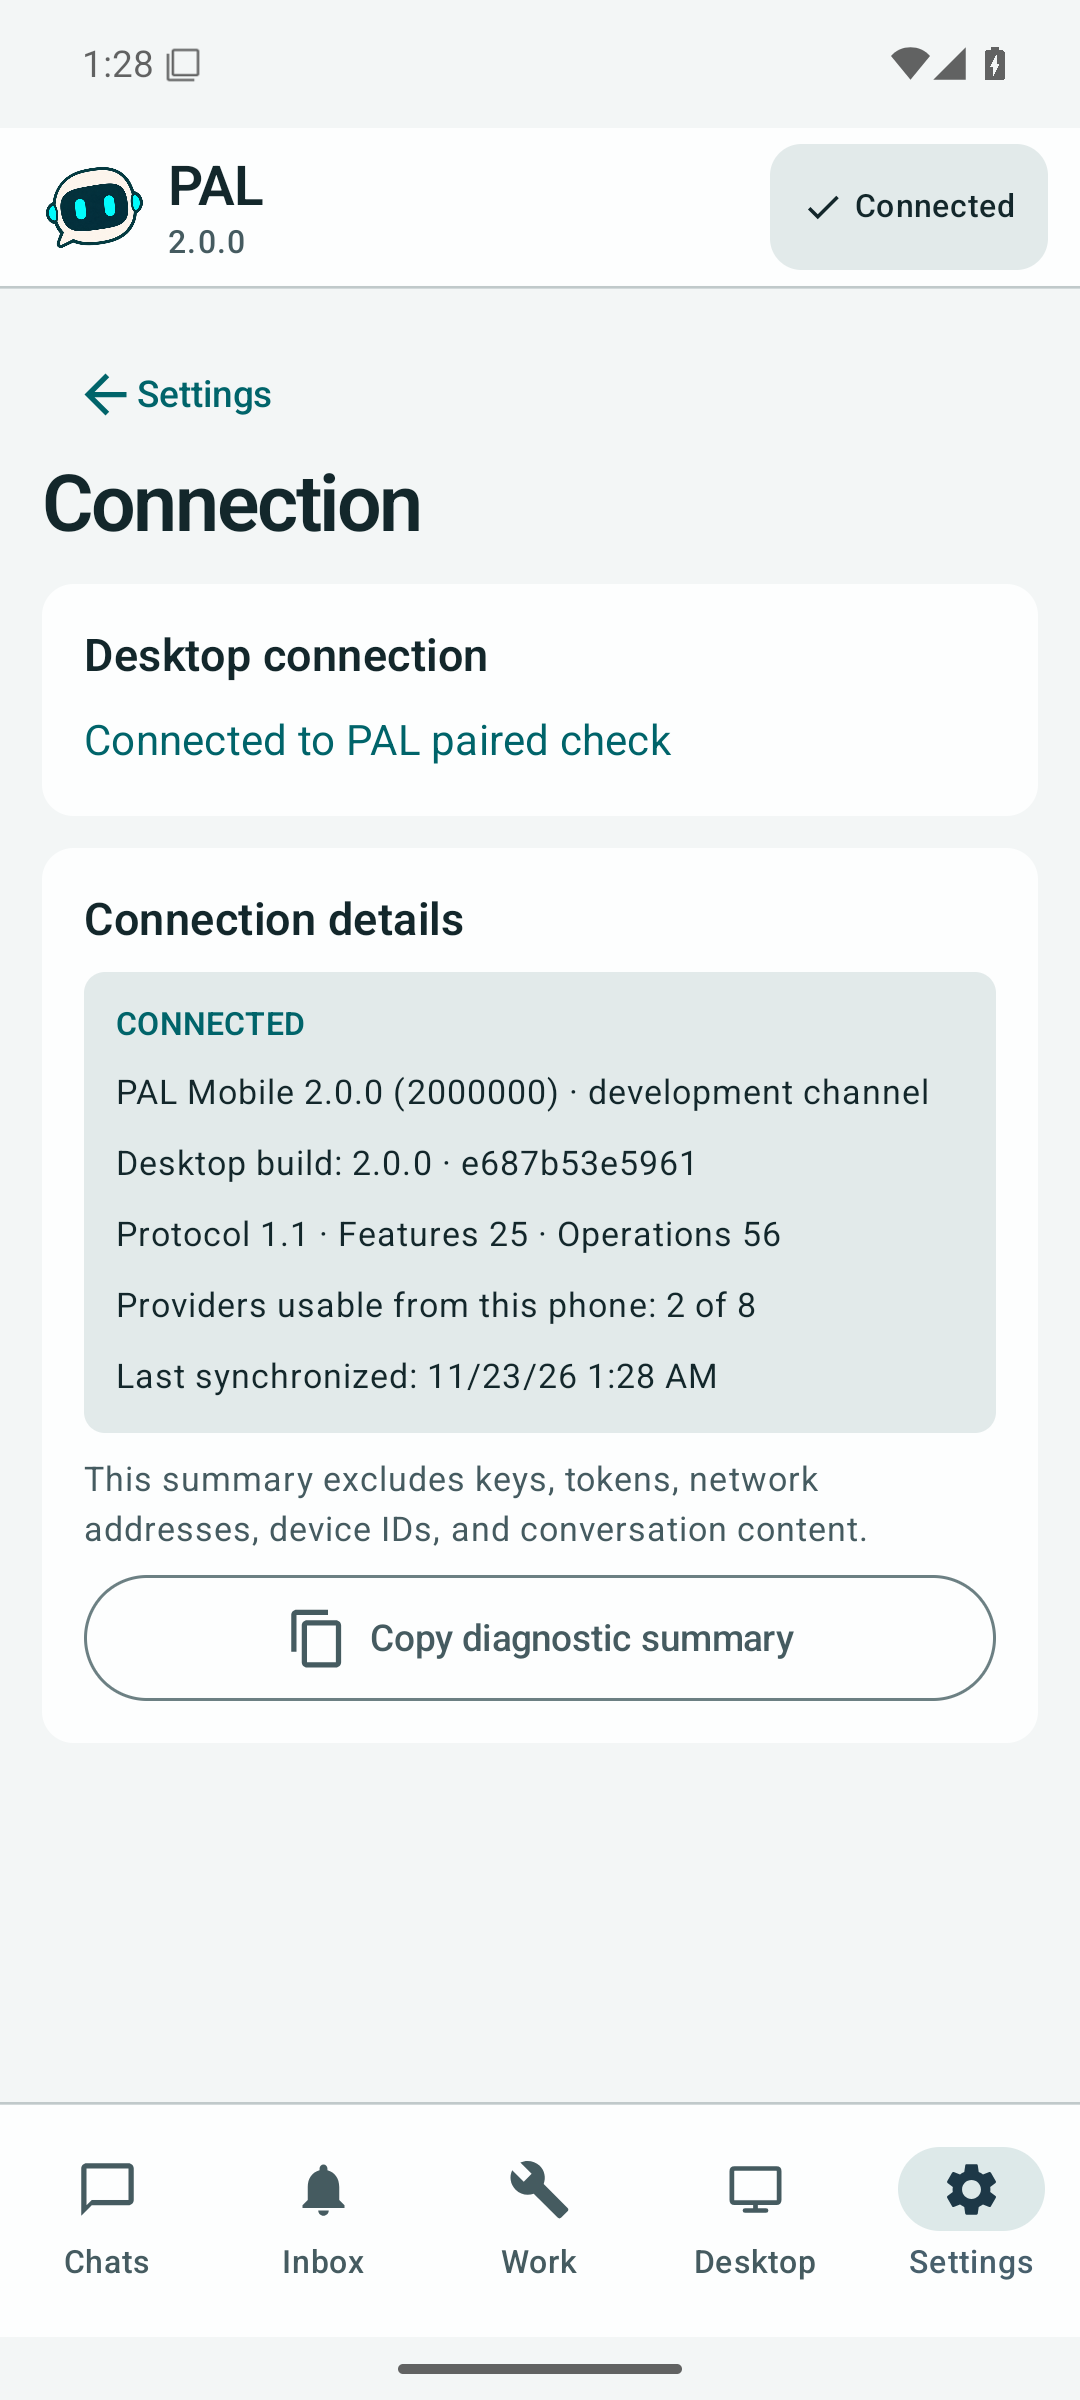 1:28
PAL
2.0.0
Connected
Settings
Connection
Desktop connection
Connected to PAL paired check
Connection details
CONNECTED
PAL Mobile 2.0.0 (2000000) · development channel
Desktop build: 2.0.0 · e687b53e5961
Protocol 1.1 · Features 25 · Operations 56
Providers usable from this phone: 2 of 8
Last synchronized: 11/23/26 1:28 AM
This summary excludes keys, tokens, network
addresses, device IDs, and conversation content.
Copy diagnostic summary
Chats
Inbox
Work
Desktop
Settings